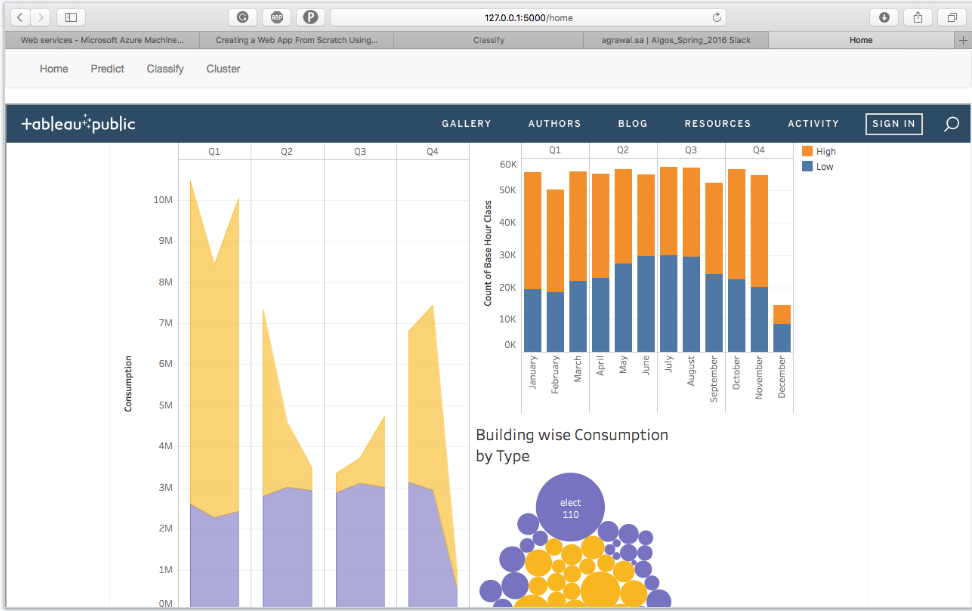 127.0.0.1:5000/home
Web services - Microsoft Azure Machine...
Creating a Web App From Scratch Using...
Classify
agrawal.sa | Algos_Spring_2016 Slack
Home
Home Predict Classify Cluster
+ableau public
GALLERY AUTHORS BLOG RESOURCES ACTIVITY SIGN IN
Q1 Q2 Q3 Q4
10M
9M
8M
7M
6M
5M
4M
3M
2M
1M
0M
Consumption
Q1 Q2 Q3 Q4
60K
50K
40K
30K
20K
10K
0K
Count of Base Hour Class
January
February
March
April
May
June
July
August
September
October
November
December
High
Low
Building wise Consumption
by Type
elect
110